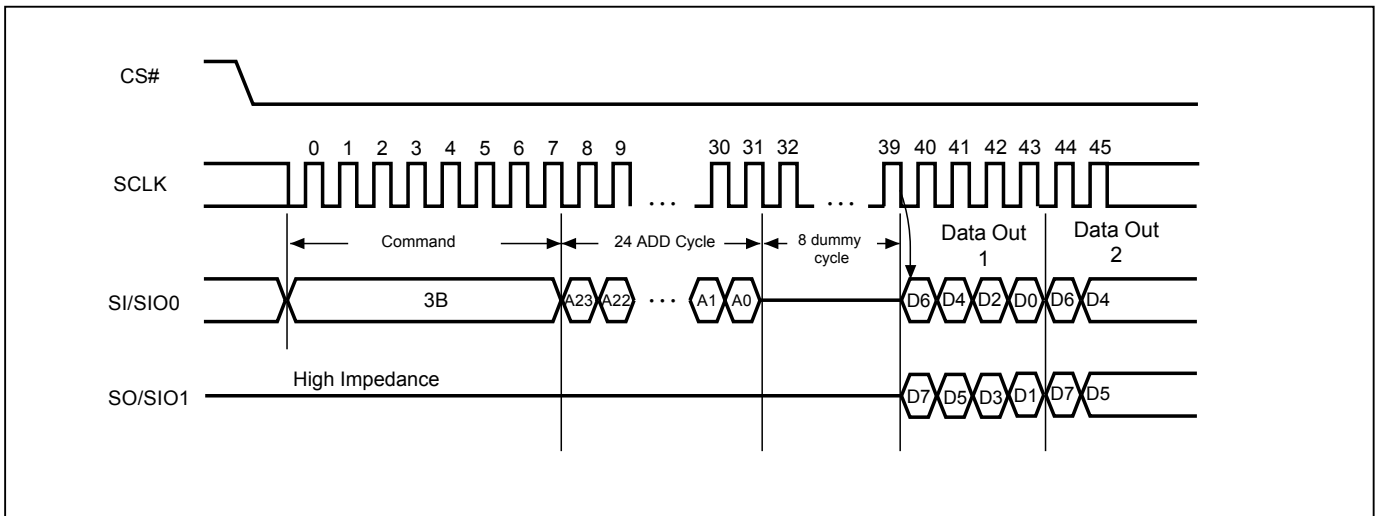 CS#
0 1 2 3 4 5 6 7 8 9 30 31 32 39 40 41 42 43 44 45
SCLK
... ...
Command 24 ADD Cycle 8 dummy cycle Data Out 1 Data Out 2
SI/SIO0 3B A23 A22 ... A1 A0 D6 D4 D2 D0 D6 D4
High Impedance
SO/SIO1 D7 D5 D3 D1 D7 D5